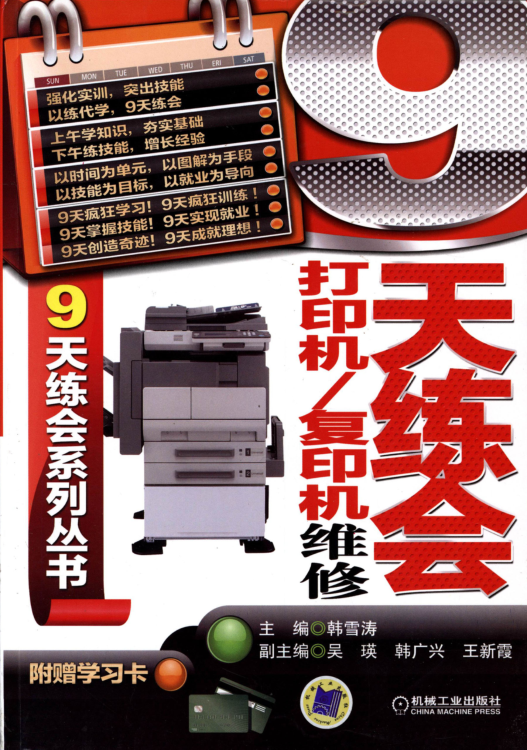 SUN MON TUE WED THU FRI SAT
强化实训，突出技能
以练代学，9天练会
上午学知识，夯实基础
下午练技能，增长经验
以时间为单元，以图解为手段
以技能为目标，以就业为导向
9天疯狂学习！9天疯狂训练！
9天掌握技能！9天实现就业！
9天创造奇迹！9天成就理想！
9
天练会
打印机/复印机
维修
9天练会系列丛书
主 编◎韩雪涛
副主编◎吴 瑛 韩广兴 王新霞
附赠学习卡
机械工业出版社
CHINA MACHINE PRESS